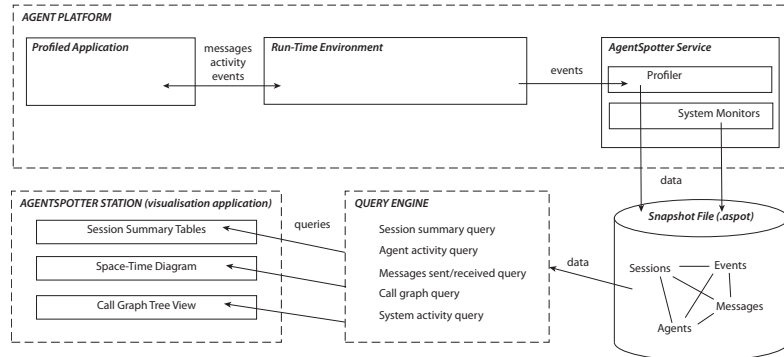 AGENT PLATFORM
Profiled Application
messages
activity
events
Run-Time Environment
events
AgentSpotter Service
Profiler
System Monitors
data
AGENTSPOTTER STATION (visualisation application)
Session Summary Tables
Space-Time Diagram
Call Graph Tree View
queries
QUERY ENGINE
Session summary query
Agent activity query
Messages sent/received query
Call graph query
System activity query
data
Snapshot File (.aspot)
Sessions
Events
Messages
Agents